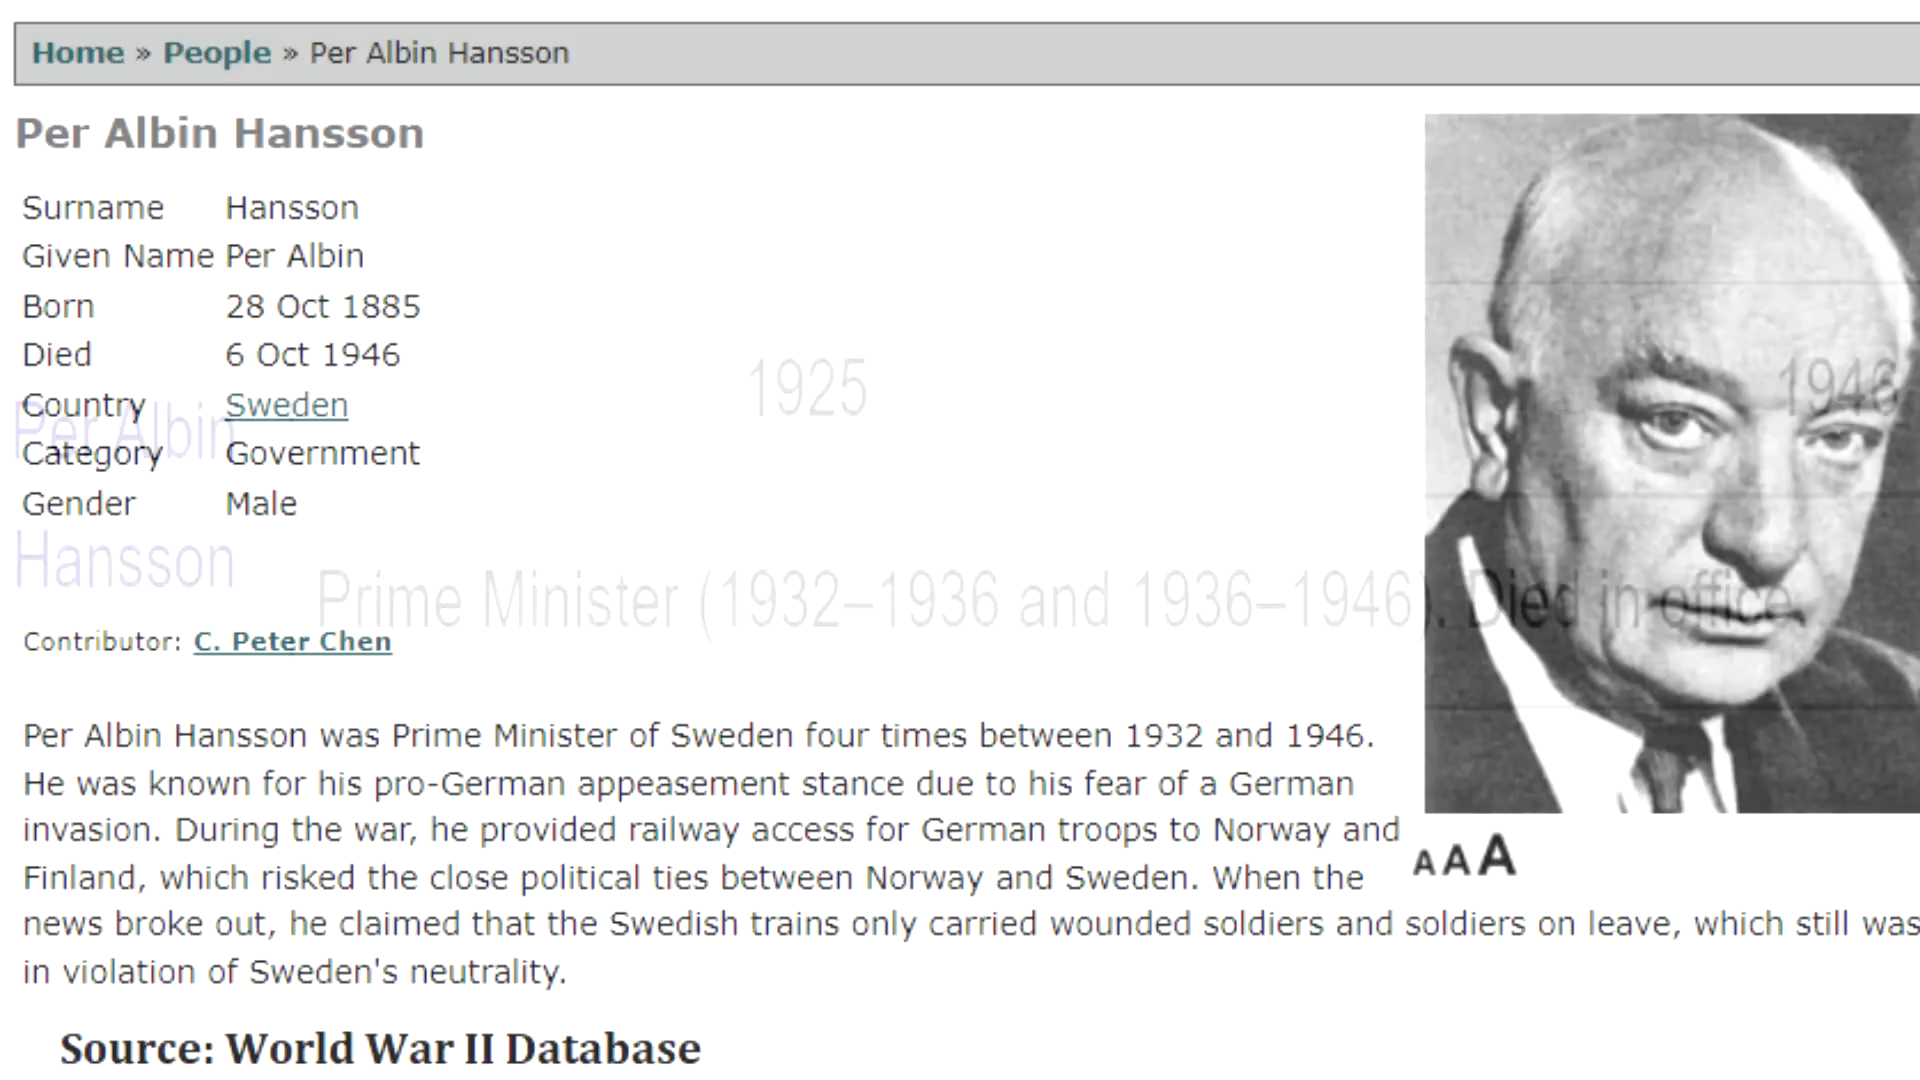 Home » People » Per Albin Hansson
Per Albin Hansson
Surname Hansson
Given Name Per Albin
Born 28 Oct 1885
Died 6 Oct 1946
1925
1946
Country Sweden
Per Albin
Category Government
Gender Male
Hansson
Prime Minister (1932–1936 and 1936–1946). Died in office
Contributor: C. Peter Chen
Per Albin Hansson was Prime Minister of Sweden four times between 1932 and 1946.
He was known for his pro-German appeasement stance due to his fear of a German
invasion. During the war, he provided railway access for German troops to Norway and
Finland, which risked the close political ties between Norway and Sweden. When the
A A A
news broke out, he claimed that the Swedish trains only carried wounded soldiers and soldiers on leave, which still was
in violation of Sweden's neutrality.
Source: World War II Database